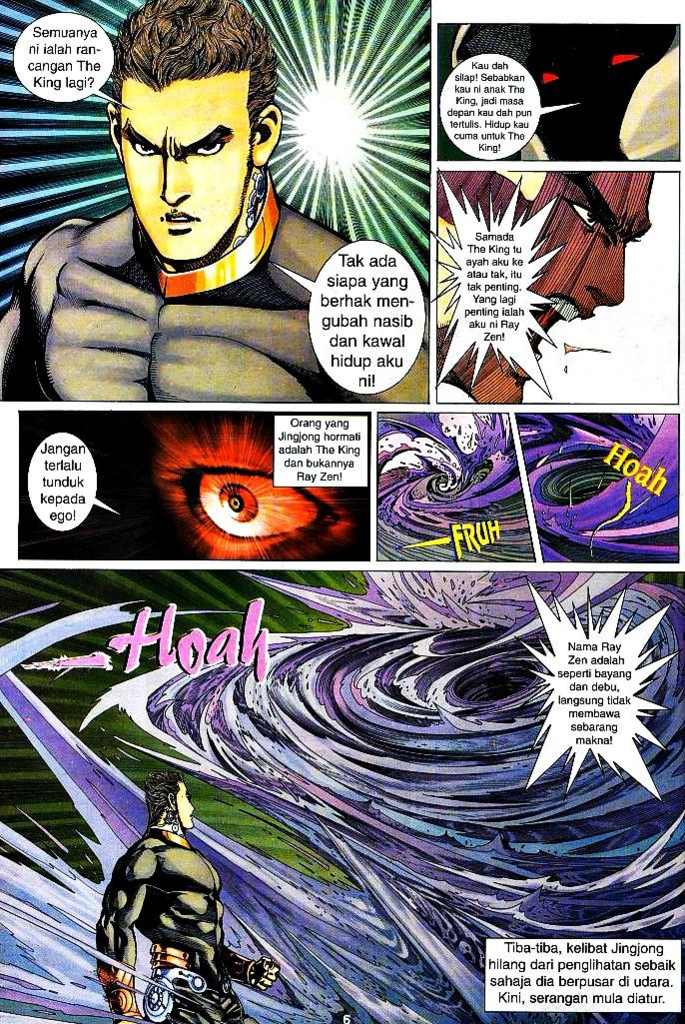 Semuanya
ni ialah ran-
cangan The
King lagi?
Tak ada
siapa yang
berhak men-
gubah nasib
dan kawal
hidup aku
ni!
Kau dah
silap! Sebabkan
kau ni anak The
King, jadi masa
depan kau dah pun
tertulis. Hidup kau
cuma untuk The
King!
Samada
The King tu
ayah aku ke
atau tak, itu
tak penting.
Yang lagi
penting ialah
aku ni Ray
Zen!
Jangan
terlalu
tunduk
kepada
ego!
Orang yang
Jingjong hormati
adalah The King
dan bukannya
Ray Zen!
FRUH
Hoah
Hoah
Nama Ray
Zen adalah
seperti bayang
dan debu,
langsung tidak
membawa
sebarang
makna!
Tiba-tiba, kelibat Jingjong
hilang dari penglihatan sebaik
sahaja dia berpusar di udara.
Kini, serangan mula diatur.
6